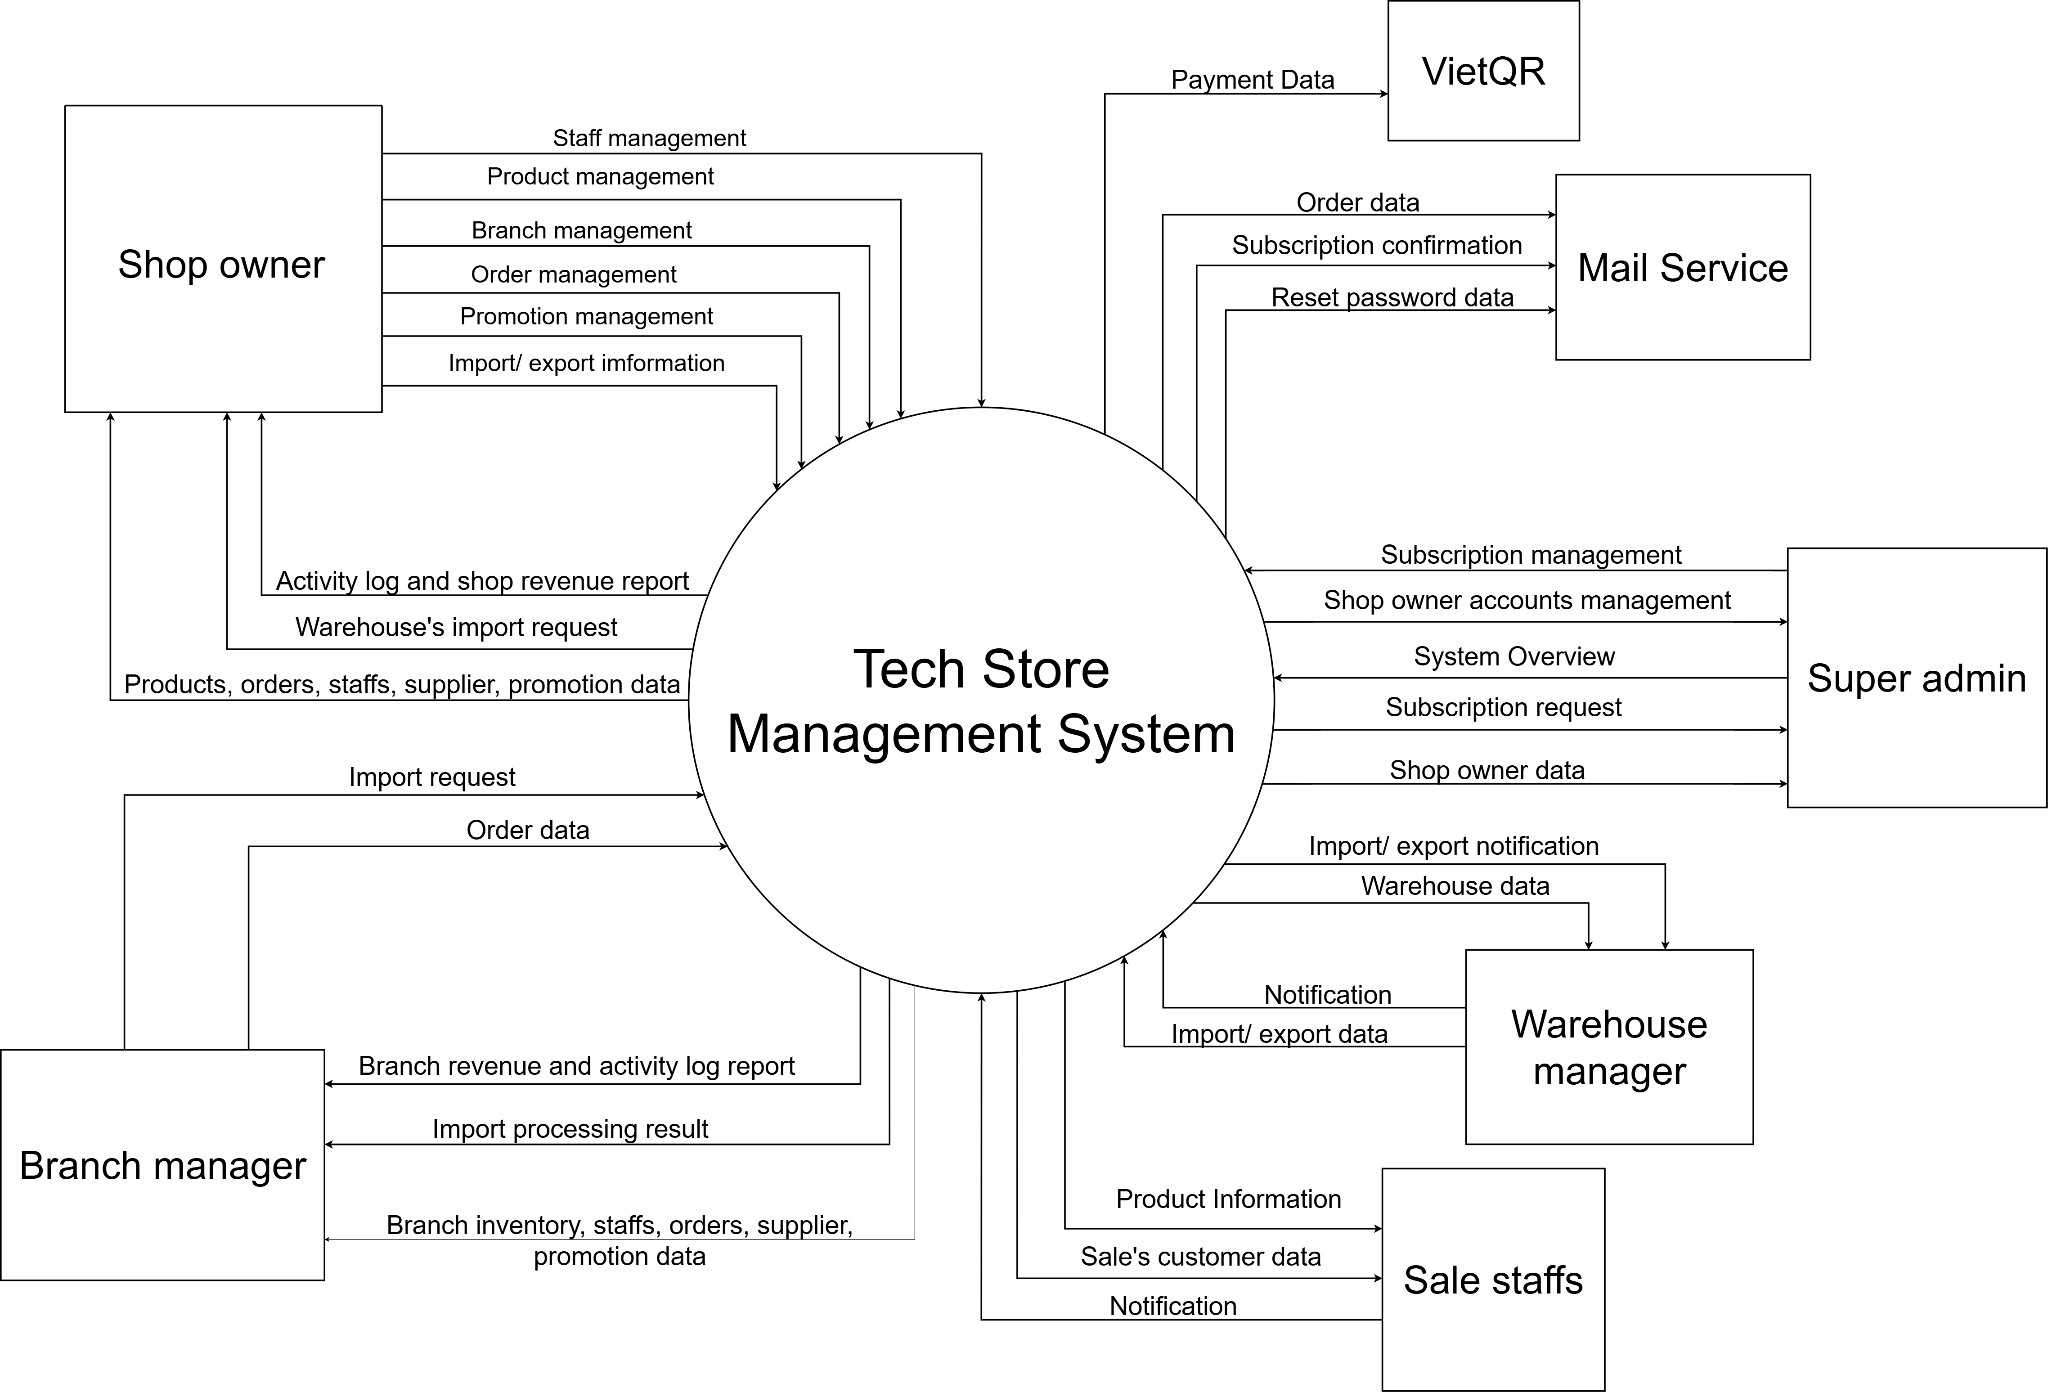 VietQR
Payment Data
Shop owner
Staff management
Product management
Branch management
Order management
Promotion management
Import/ export imformation
Order data
Subscription confirmation
Reset password data
Mail Service
Activity log and shop revenue report
Warehouse's import request
Products, orders, staffs, supplier, promotion data
Tech Store
Management System
Subscription management
Shop owner accounts management
System Overview
Subscription request
Shop owner data
Super admin
Import request
Order data
Import/ export notification
Warehouse data
Notification
Import/ export data
Warehouse
manager
Branch manager
Branch revenue and activity log report
Import processing result
Branch inventory, staffs, orders, supplier,
promotion data
Product Information
Sale's customer data
Notification
Sale staffs